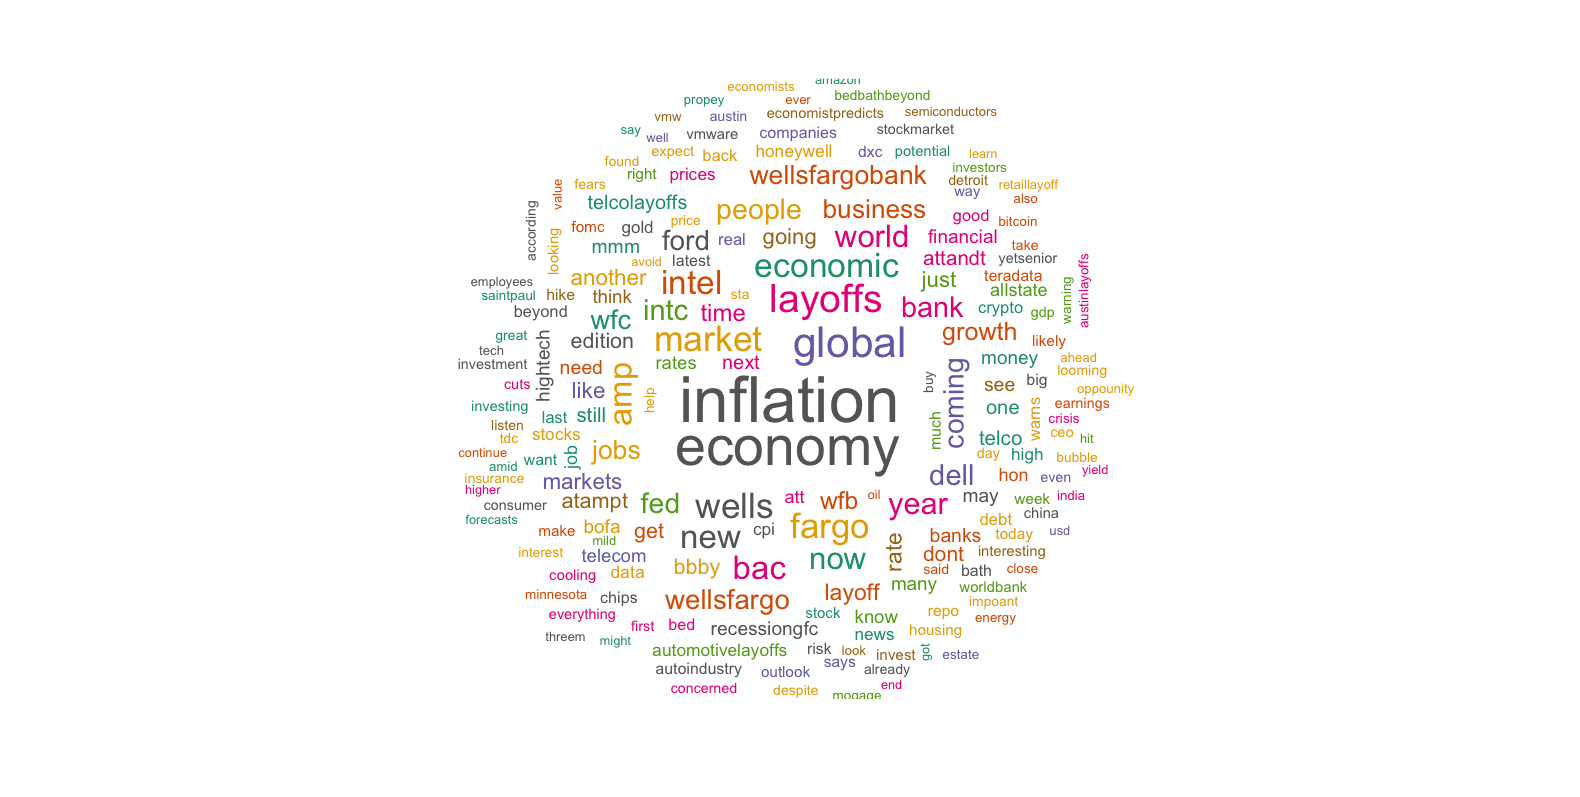 amazon
economists
propey ever bedbathbeyond
vmw austin economistpredicts semiconductors
say well vmware companies stockmarket
found expect back honeywell dxc potential learn
right prices wellsfargobank investors
value fears detroit retaillayoff
telcolayoffs people business way also
according fomc gold price good bitcoin
looking mmm ford real going world financial take
avoid latest economic attandt yetsenior
employees another intel just teradata
saintpaul hike think sta layoffs allstate warning austinlayoffs
beyond wfc intc time bank crypto gdp
great edition market global growth likely
tech hightech
investment need rates next money ahead
cuts like amp inflation buy coming see big looming
investing help one oppounity
last still much warns earnings
listen stocks economy telco crisis
tdc ceo hit
continue want job jobs day high bubble
amid
insurance markets dell hon even yield
higher atampt fed wells att wfb oil year may week india
consumer china
forecasts bofa get new cpi fargo debt
make rate banks today usd
mild
interest telecom now dont interesting
cooling data bbby bac said bath close
minnesota chips wellsfargo layoff many worldbank
everything stock know repo impoant
first bed recessiongfc news housing energy
threem might
automotivelayoffs risk look invest got estate
autoindustry outlook says already
concerned despite mogage end